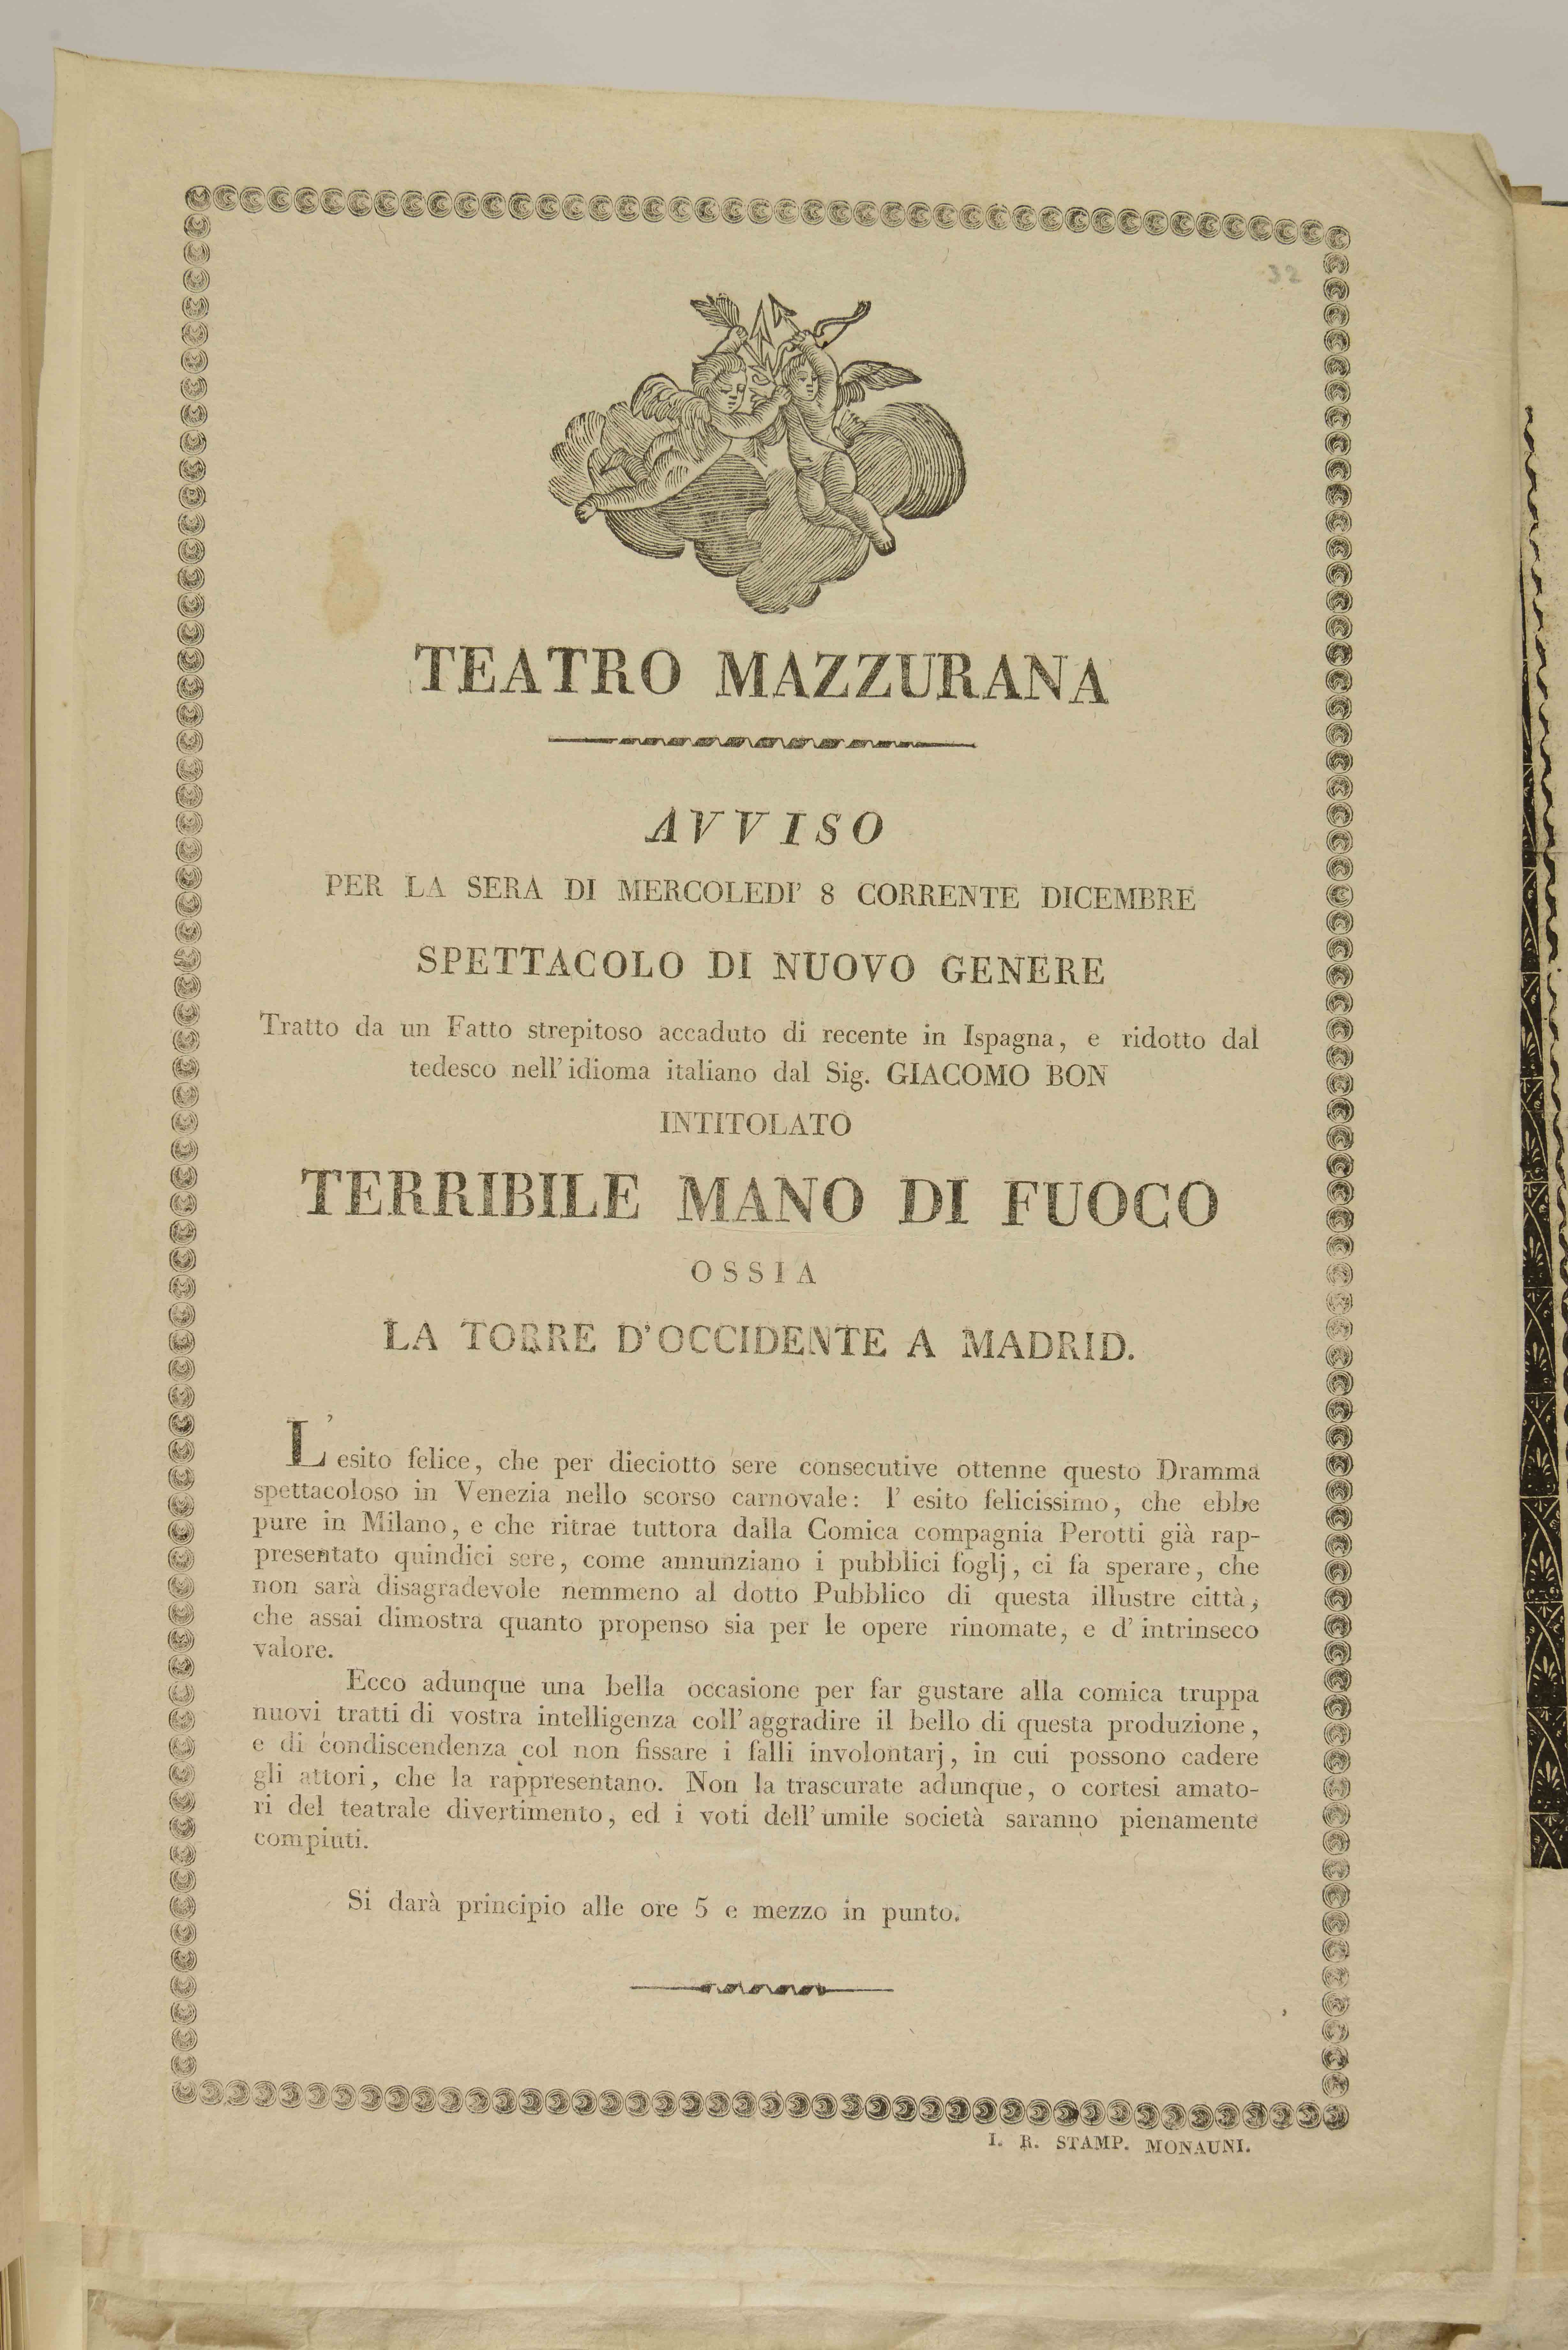 32
TEATRO MAZZURANA
AVVISO
PER LA SERA DI MERCOLEDI' 8 CORRENTE DICEMBRE
SPETTACOLO DI NUOVO GENERE
Tratto da un Fatto strepitoso accaduto di recente in Ispagna, e ridotto dal
tedesco nell'idioma italiano dal Sig. GIACOMO BON
INTITOLATO
TERRIBILE MANO DI FUOCO
OSSIA
LA TORRE D'OCCIDENTE A MADRID.
L'esito felice, che per dieciotto sere consecutive ottenne questo Dramma
spettacoloso in Venezia nello scorso carnovale: l' esito felicissimo, che ebbe
pure in Milano, e che ritrae tuttora dalla Comica compagnia Perotti già rap-
presentato quindici sere, come annunziano i pubblici foglj, ci fa sperare, che
non sarà disagradevole nemmeno al dotto Pubblico di questa illustre città,
che assai dimostra quanto propenso sia per le opere rinomate, e d' intrinseco
valore.
Ecco adunque una bella occasione per far gustare alla comica truppa
nuovi tratti di vostra intelligenza coll'aggradire il bello di questa produzione,
e di condiscendenza col non fissare i falli involontarj, in cui possono cadere
gli attori, che la rappresentano. Non la trascurate adunque, o cortesi amato-
ri del teatrale divertimento, ed i voti dell'umile società saranno pienamente
compiuti.
Si darà principio alle ore 5 e mezzo in punto.
I. R. STAMP. MONAUNI.